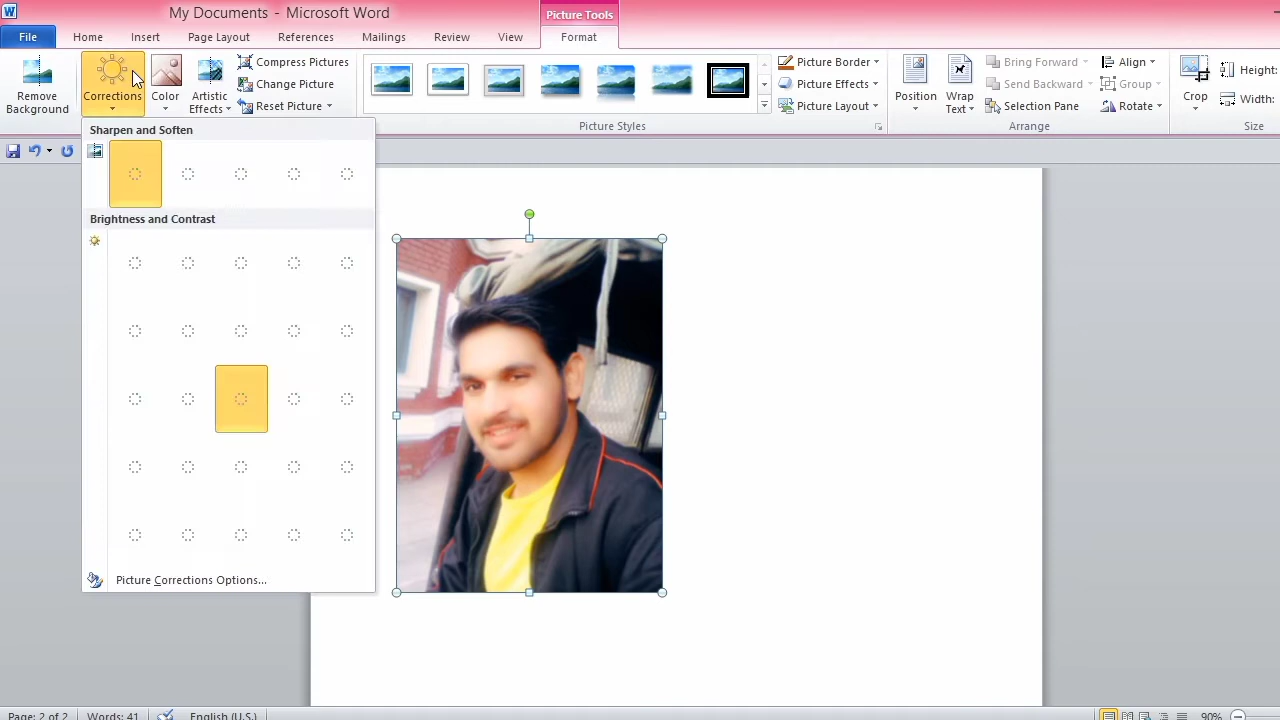 My Documents - Microsoft Word
Picture Tools
File Home Insert Page Layout References Mailings Review View Format
Remove Background
Corrections
Color
Artistic Effects
Compress Pictures
Change Picture
Reset Picture
Picture Styles
Picture Border
Picture Effects
Picture Layout
Position
Wrap Text
Bring Forward
Send Backward
Selection Pane
Align
Group
Rotate
Arrange
Crop
Height:
Width:
Size
Sharpen and Soften
Brightness and Contrast
Picture Corrections Options...
Page: 2 of 2 Words: 41 English (U.S.) 90%